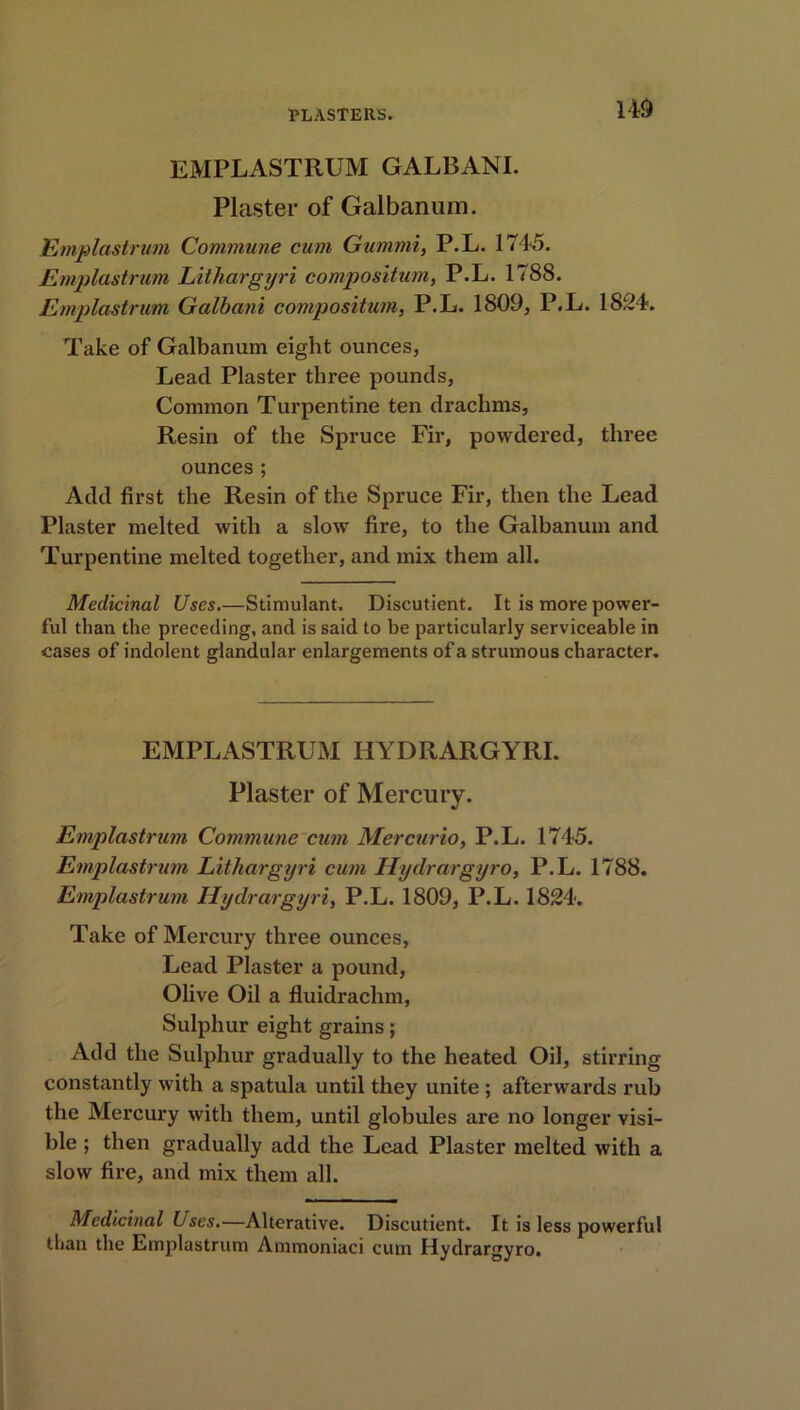 PLASTERS. 149
EMPLASTRUM GALBANI.
Plaster of Galbanum.
Emplastrum Commune cum Gummi, P.L. 1745.
Emplastrum Lithargyri compositum, P.L. 1788.
Emplastrum Galbani compositum, P.L. 1809, P.L. 1824.
Take of Galbanum eight ounces,
Lead Plaster three pounds,
Common Turpentine ten drachms,
Resin of the Spruce Fir, powdered, three
ounces ;
Add first the Resin of the Spruce Fir, then the Lead
Plaster melted with a slow fire, to the Galbanum and
Turpentine melted together, and mix them all.
Medicinal Uses.—Stimulant. Discutient. It is more power-
ful than the preceding, and is said to be particularly serviceable in
cases of indolent glandular enlargements of a strumous character.
EMPLASTRUM HYDRARGYRI.
Plaster of Mercury.
Emplastrum Commune cum Mercurio, P.L. 1745.
Emplastrum Lithargyri cum Hydrargyro, P.L. 1788.
Emplastrum Hydrargyri, P.L. 1809, P.L. 1824.
Take of Mercury three ounces,
Lead Plaster a pound,
Olive Oil a fluidrachm,
Sulphur eight grains ;
Add the Sulphur gradually to the heated Oil, stirring
constantly with a spatula until they unite ; afterwards rub
the Mercury with them, until globules are no longer visi-
ble ; then gradually add the Lead Plaster melted with a
slow fire, and mix them all.
Medicinal Uses.—Alterative. Discutient. It is less powerful
than the Emplastrum Ammoniaci cum Hydrargyro.